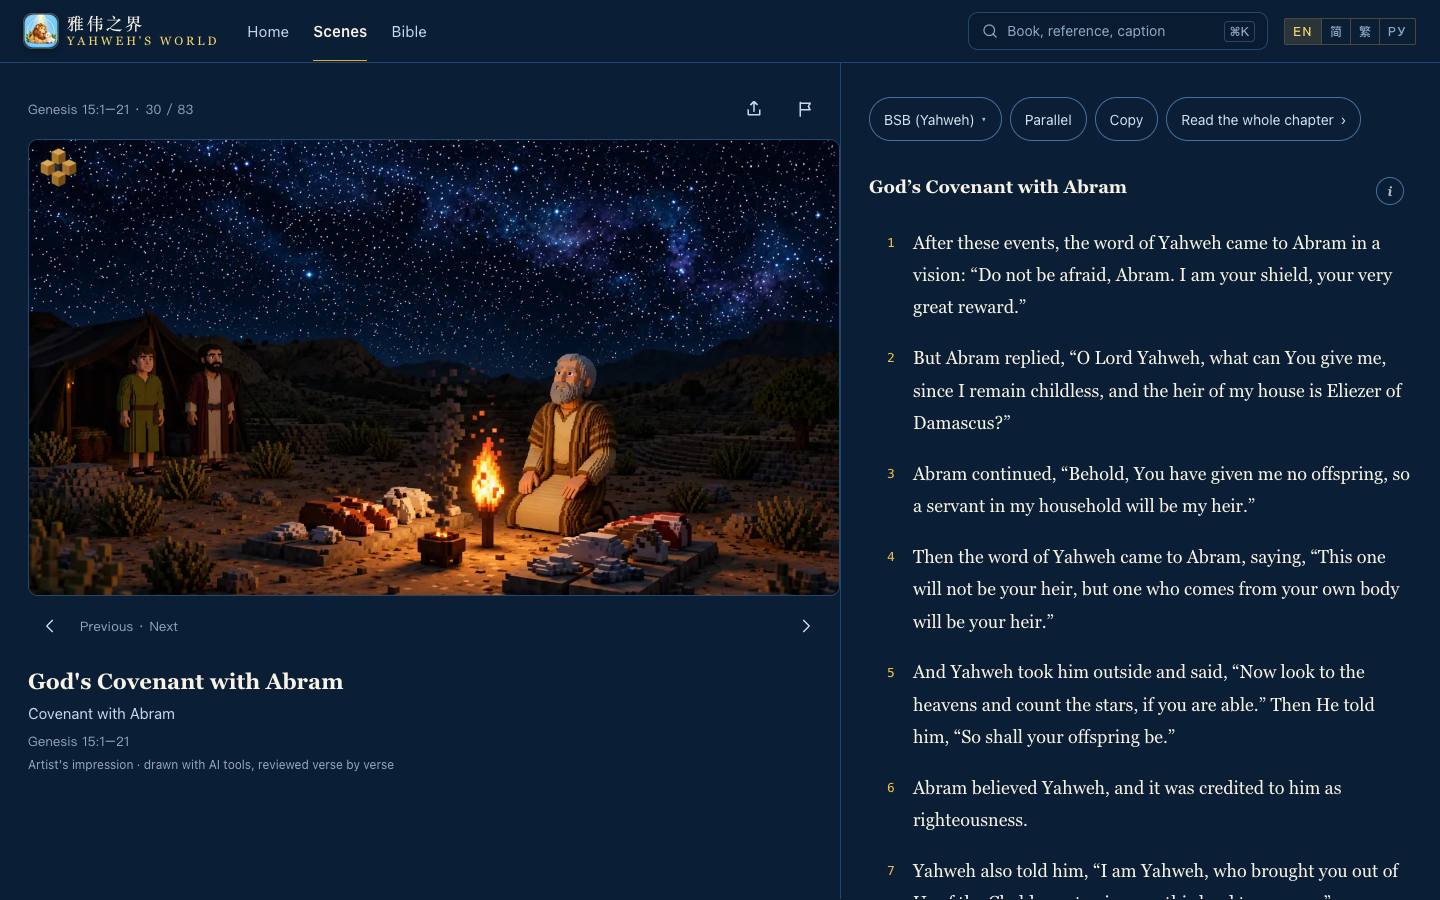 雅伟之界
YAHWEH'S WORLD
Home
Scenes
Bible
Book, reference, caption
⌘K
EN
简
繁
РУ
Genesis 15:1—21 · 30 / 83
Previous · Next
God's Covenant with Abram
Covenant with Abram
Genesis 15:1—21
Artist's impression · drawn with AI tools, reviewed verse by verse
BSB (Yahweh)
Parallel
Copy
Read the whole chapter ›
God’s Covenant with Abram
i
1 After these events, the word of Yahweh came to Abram in a
vision: “Do not be afraid, Abram. I am your shield, your very
great reward.”
2 But Abram replied, “O Lord Yahweh, what can You give me,
since I remain childless, and the heir of my house is Eliezer of
Damascus?”
3 Abram continued, “Behold, You have given me no offspring, so
a servant in my household will be my heir.”
4 Then the word of Yahweh came to Abram, saying, “This one
will not be your heir, but one who comes from your own body
will be your heir.”
5 And Yahweh took him outside and said, “Now look to the
heavens and count the stars, if you are able.” Then He told
him, “So shall your offspring be.”
6 Abram believed Yahweh, and it was credited to him as
righteousness.
7 Yahweh also told him, “I am Yahweh, who brought you out of